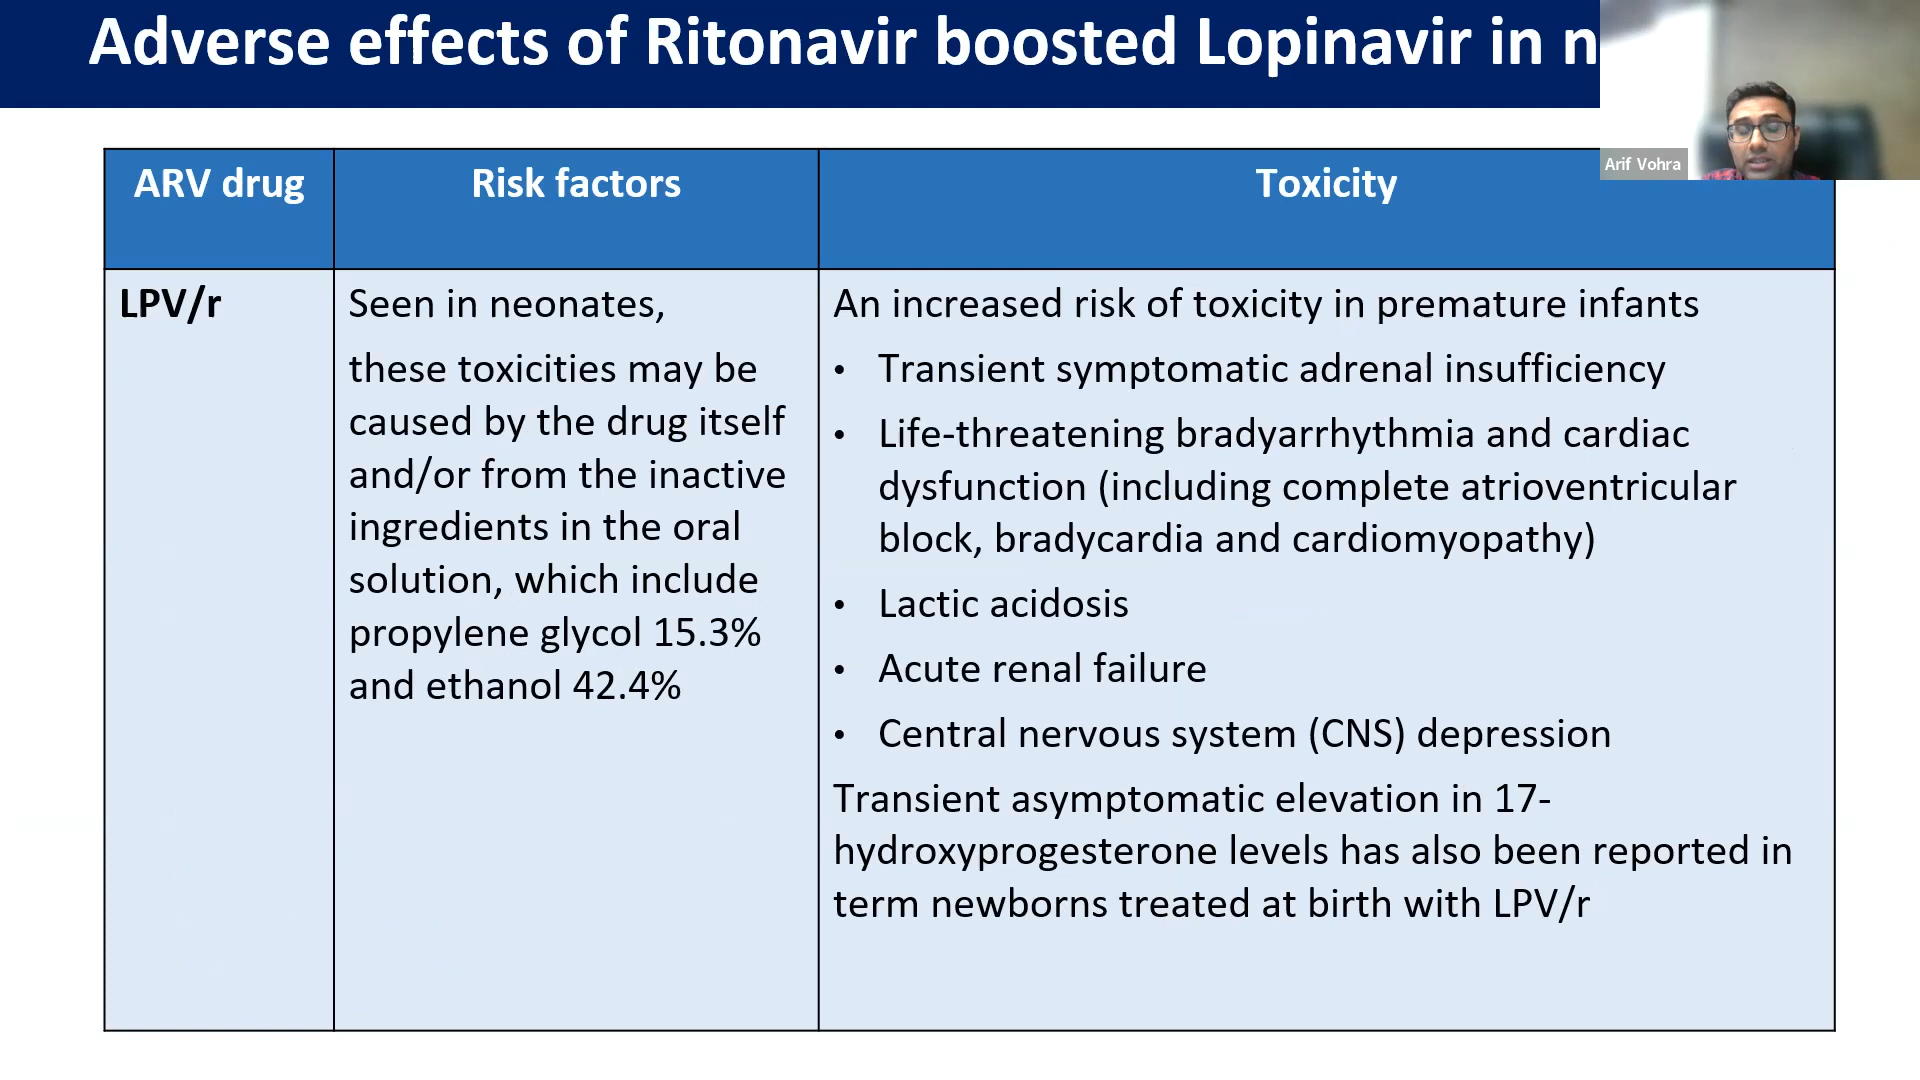 Adverse effects of Ritonavir boosted Lopinavir in n
Arif Vohra
ARV drug
Risk factors
Toxicity
LPV/r
Seen in neonates,
these toxicities may be
caused by the drug itself
and/or from the inactive
ingredients in the oral
solution, which include
propylene glycol 15.3%
and ethanol 42.4%
An increased risk of toxicity in premature infants
• Transient symptomatic adrenal insufficiency
• Life-threatening bradyarrhythmia and cardiac
dysfunction (including complete atrioventricular
block, bradycardia and cardiomyopathy)
• Lactic acidosis
• Acute renal failure
• Central nervous system (CNS) depression
Transient asymptomatic elevation in 17-
hydroxyprogesterone levels has also been reported in
term newborns treated at birth with LPV/r